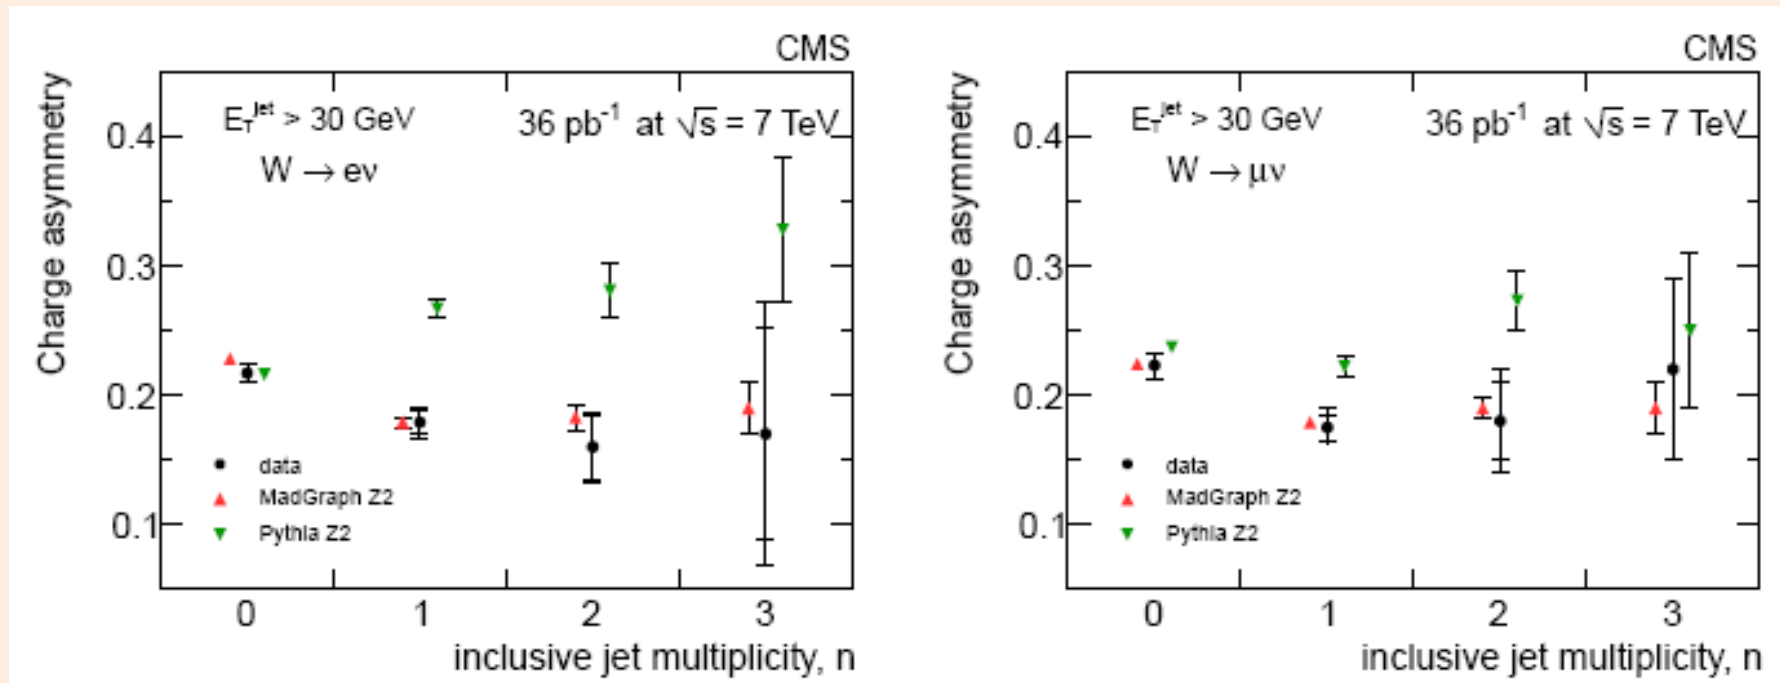 CMS
E_T^jet > 30 GeV
36 pb⁻¹ at √s = 7 TeV
W → eν
Charge asymmetry
0.4
0.3
0.2
0.1
data
MadGraph Z2
Pythia Z2
0 1 2 3
inclusive jet multiplicity, n
CMS
E_T^jet > 30 GeV
36 pb⁻¹ at √s = 7 TeV
W → μν
Charge asymmetry
0.4
0.3
0.2
0.1
data
MadGraph Z2
Pythia Z2
0 1 2 3
inclusive jet multiplicity, n